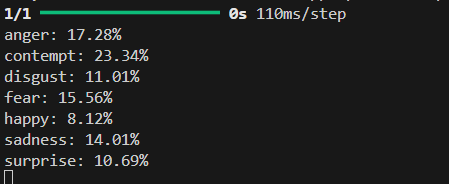 1/1 ━━━━━━━━━━━━━━━━━━━━ 0s 110ms/step
anger: 17.28%
contempt: 23.34%
disgust: 11.01%
fear: 15.56%
happy: 8.12%
sadness: 14.01%
surprise: 10.69%